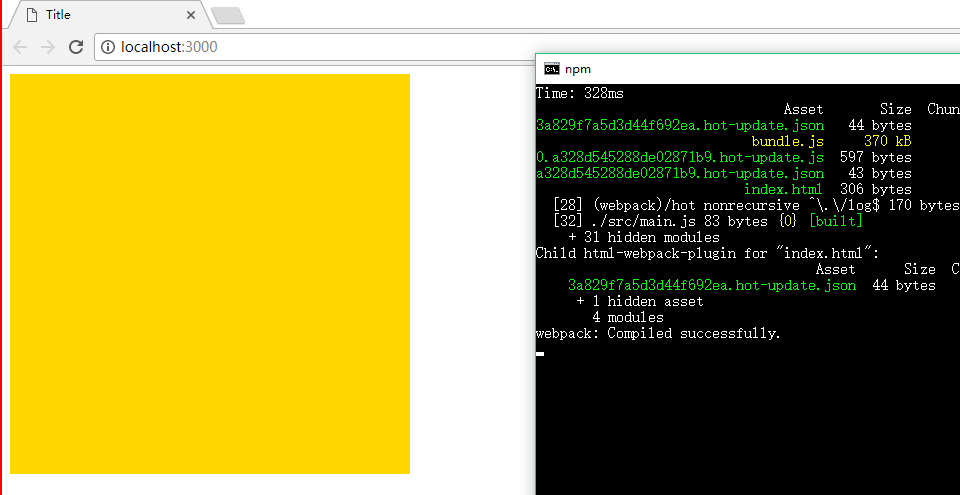 Title
localhost:3000
npm
Time: 328ms
Asset Size Chun
3a829f7a5d3d44f692ea.hot-update.json 44 bytes
bundle.js 370 kB
0.a328d545288de02871b9.hot-update.js 597 bytes
a328d545288de02871b9.hot-update.json 43 bytes
index.html 306 bytes
[28] (webpack)/hot nonrecursive ^\.\/log$ 170 bytes
[32] ./src/main.js 83 bytes {0} [built]
+ 31 hidden modules
Child html-webpack-plugin for "index.html":
Asset Size C
3a829f7a5d3d44f692ea.hot-update.json 44 bytes
+ 1 hidden asset
4 modules
webpack: Compiled successfully.